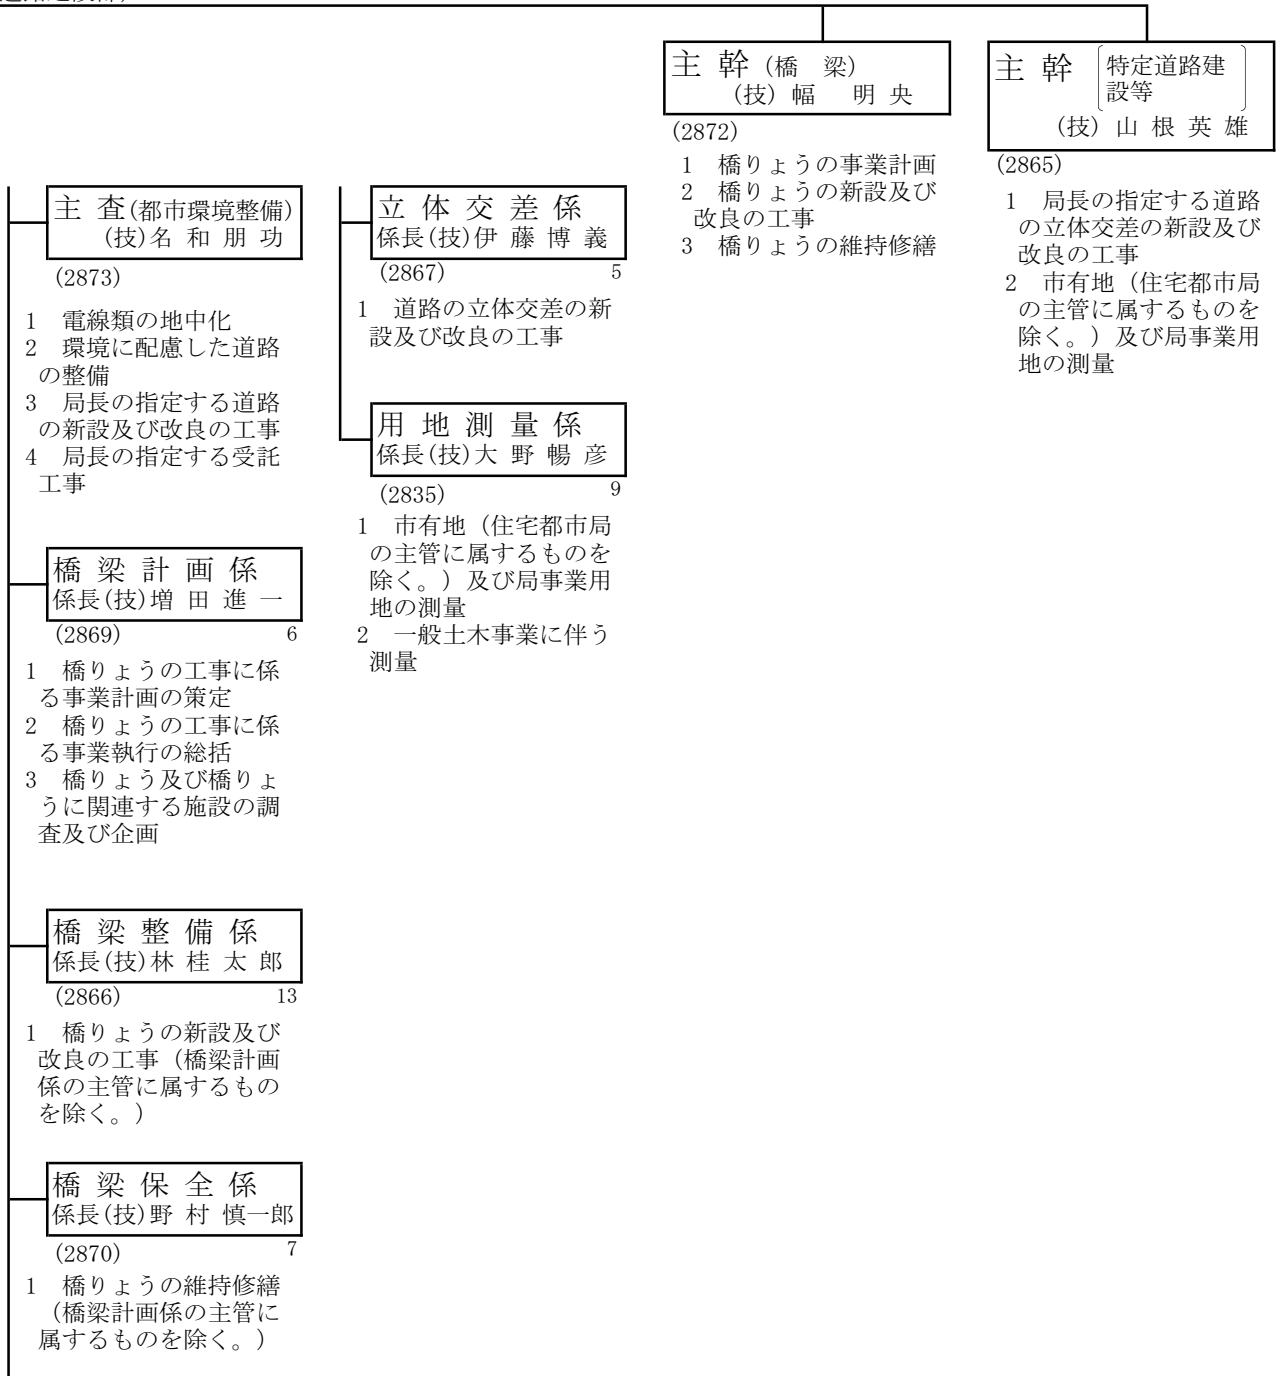 主査(都市環境整備)
(技)名和朋功
(2873)
1　電線類の地中化
2　環境に配慮した道路
の整備
3　局長の指定する道路
の新設及び改良の工事
4　局長の指定する受託
工事
橋梁計画係
係長(技)増田進一
(2869)　6
1　橋りょうの工事に係
る事業計画の策定
2　橋りょうの工事に係
る事業執行の総括
3　橋りょう及び橋りょ
うに関連する施設の調
査及び企画
橋梁整備係
係長(技)林桂太郎
(2866)　13
1　橋りょうの新設及び
改良の工事（橋梁計画
係の主管に属するもの
を除く。）
橋梁保全係
係長(技)野村慎一郎
(2870)　7
1　橋りょうの維持修繕
（橋梁計画係の主管に
属するものを除く。）
立体交差係
係長(技)伊藤博義
(2867)　5
1　道路の立体交差の新
設及び改良の工事
用地測量係
係長(技)大野暢彦
(2835)　9
1　市有地（住宅都市局
の主管に属するものを
除く。）及び局事業用
地の測量
2　一般土木事業に伴う
測量
主幹(橋　梁)
(技)幅　明央
(2872)
1　橋りょうの事業計画
2　橋りょうの新設及び
改良の工事
3　橋りょうの維持修繕
主幹 特定道路建
設等
(技)山根英雄
(2865)
1　局長の指定する道路
の立体交差の新設及び
改良の工事
2　市有地（住宅都市局
の主管に属するものを
除く。）及び局事業用
地の測量